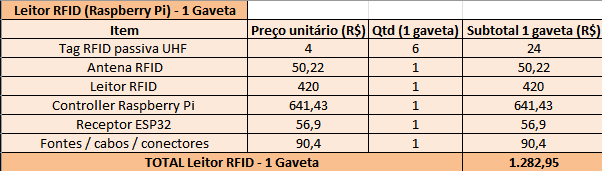 Leitor RFID (Raspberry Pi) - 1 Gaveta
Item Preço unitário (R$) Qtd (1 gaveta) Subtotal 1 gaveta (R$)
Tag RFID passiva UHF 4 6 24
Antena RFID 50,22 1 50,22
Leitor RFID 420 1 420
Controller Raspberry Pi 641,43 1 641,43
Receptor ESP32 56,9 1 56,9
Fontes / cabos / conectores 90,4 1 90,4
TOTAL Leitor RFID - 1 Gaveta 1.282,95